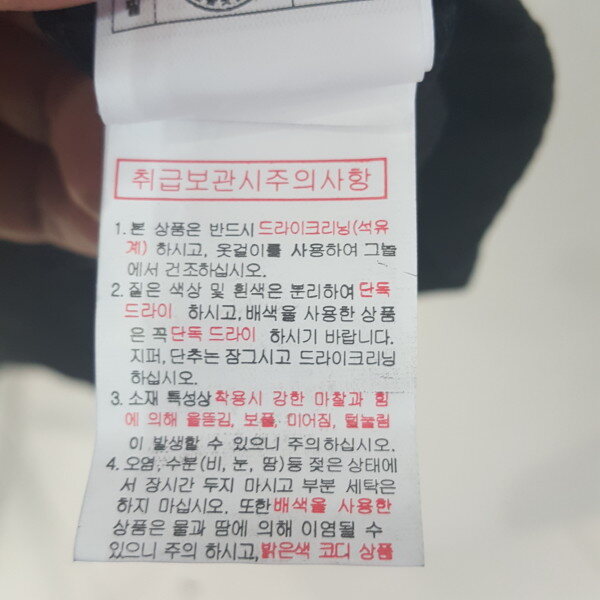 취급보관시주의사항
1. 본 상품은 반드시 드라이크리닝(석유
계) 하시고, 옷걸이를 사용하여 그늘
에서 건조하십시오.
2. 짙은 색상 및 흰색은 분리하여 단독
드라이 하시고, 배색을 사용한 상품
은 꼭 단독 드라이 하시기 바랍니다.
지퍼, 단추는 잠그시고 드라이크리닝
하십시오.
3. 소재 특성상 착용시 강한 마찰과 힘
에 의해 올뜯김, 보풀, 미어짐, 털눌림
이 발생할 수 있으니 주의하십시오.
4. 오염, 수분(비, 눈, 땀)등 젖은 상태에
서 장시간 두지 마시고 부분 세탁은
하지 마십시오. 또한 배색을 사용한
상품은 물과 땀에 의해 이염될 수
있으니 주의 하시고, 밝은색 코디 상품